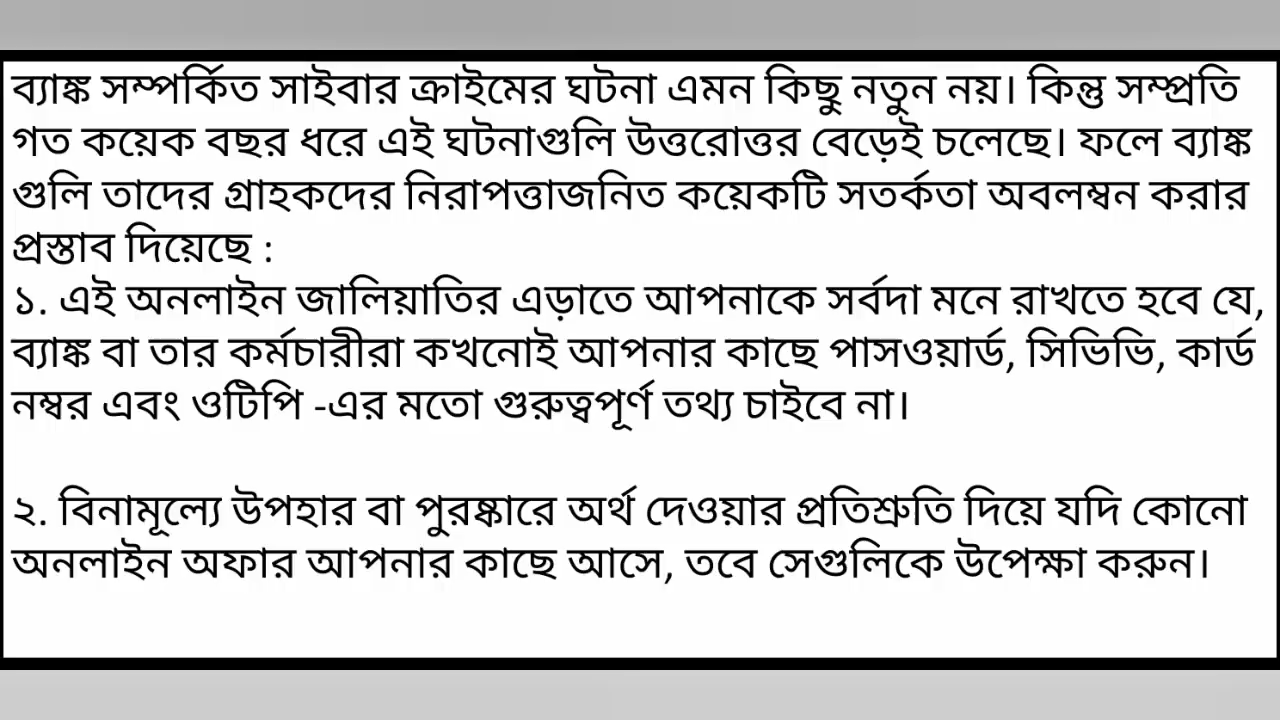 ব্যাঙ্ক সম্পর্কিত সাইবার ক্রাইমের ঘটনা এমন কিছু নতুন নয়। কিন্তু সম্প্রতি
গত কয়েক বছর ধরে এই ঘটনাগুলি উত্তরোত্তর বেড়েই চলেছে। ফলে ব্যাঙ্ক
গুলি তাদের গ্রাহকদের নিরাপত্তাজনিত কয়েকটি সতর্কতা অবলম্বন করার
প্রস্তাব দিয়েছে :
১. এই অনলাইন জালিয়াতির এড়াতে আপনাকে সর্বদা মনে রাখতে হবে যে,
ব্যাঙ্ক বা তার কর্মচারীরা কখনোই আপনার কাছে পাসওয়ার্ড, সিভিভি, কার্ড
নম্বর এবং ওটিপি -এর মতো গুরুত্বপূর্ণ তথ্য চাইবে না।
২. বিনামূল্যে উপহার বা পুরষ্কারে অর্থ দেওয়ার প্রতিশ্রুতি দিয়ে যদি কোনো
অনলাইন অফার আপনার কাছে আসে, তবে সেগুলিকে উপেক্ষা করুন।